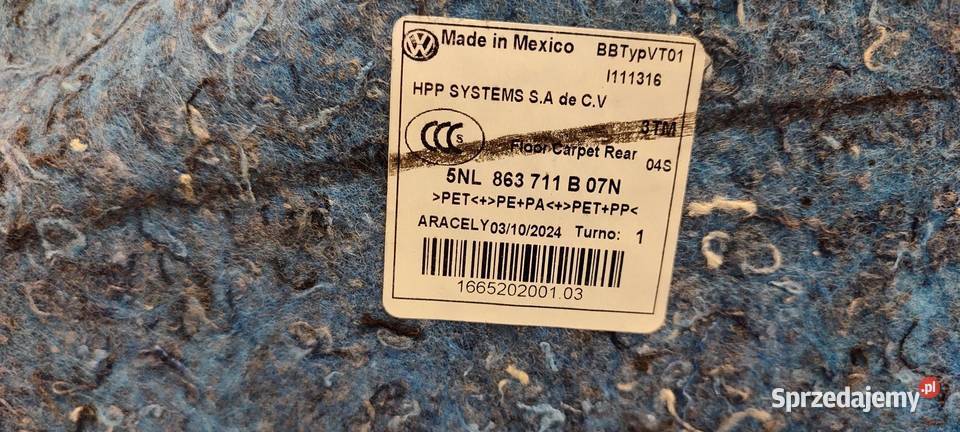 Made in Mexico BBTypVT01
I111316
HPP SYSTEMS S.A de C.V
CCC S
3TM
Floor Carpet Rear 04S
5NL 863 711 B 07N
>PET<+>PE+PA<+>PET+PP<
ARACELY 03/10/2024 Turno: 1
1665202001.03
Sprzedajemy.pl